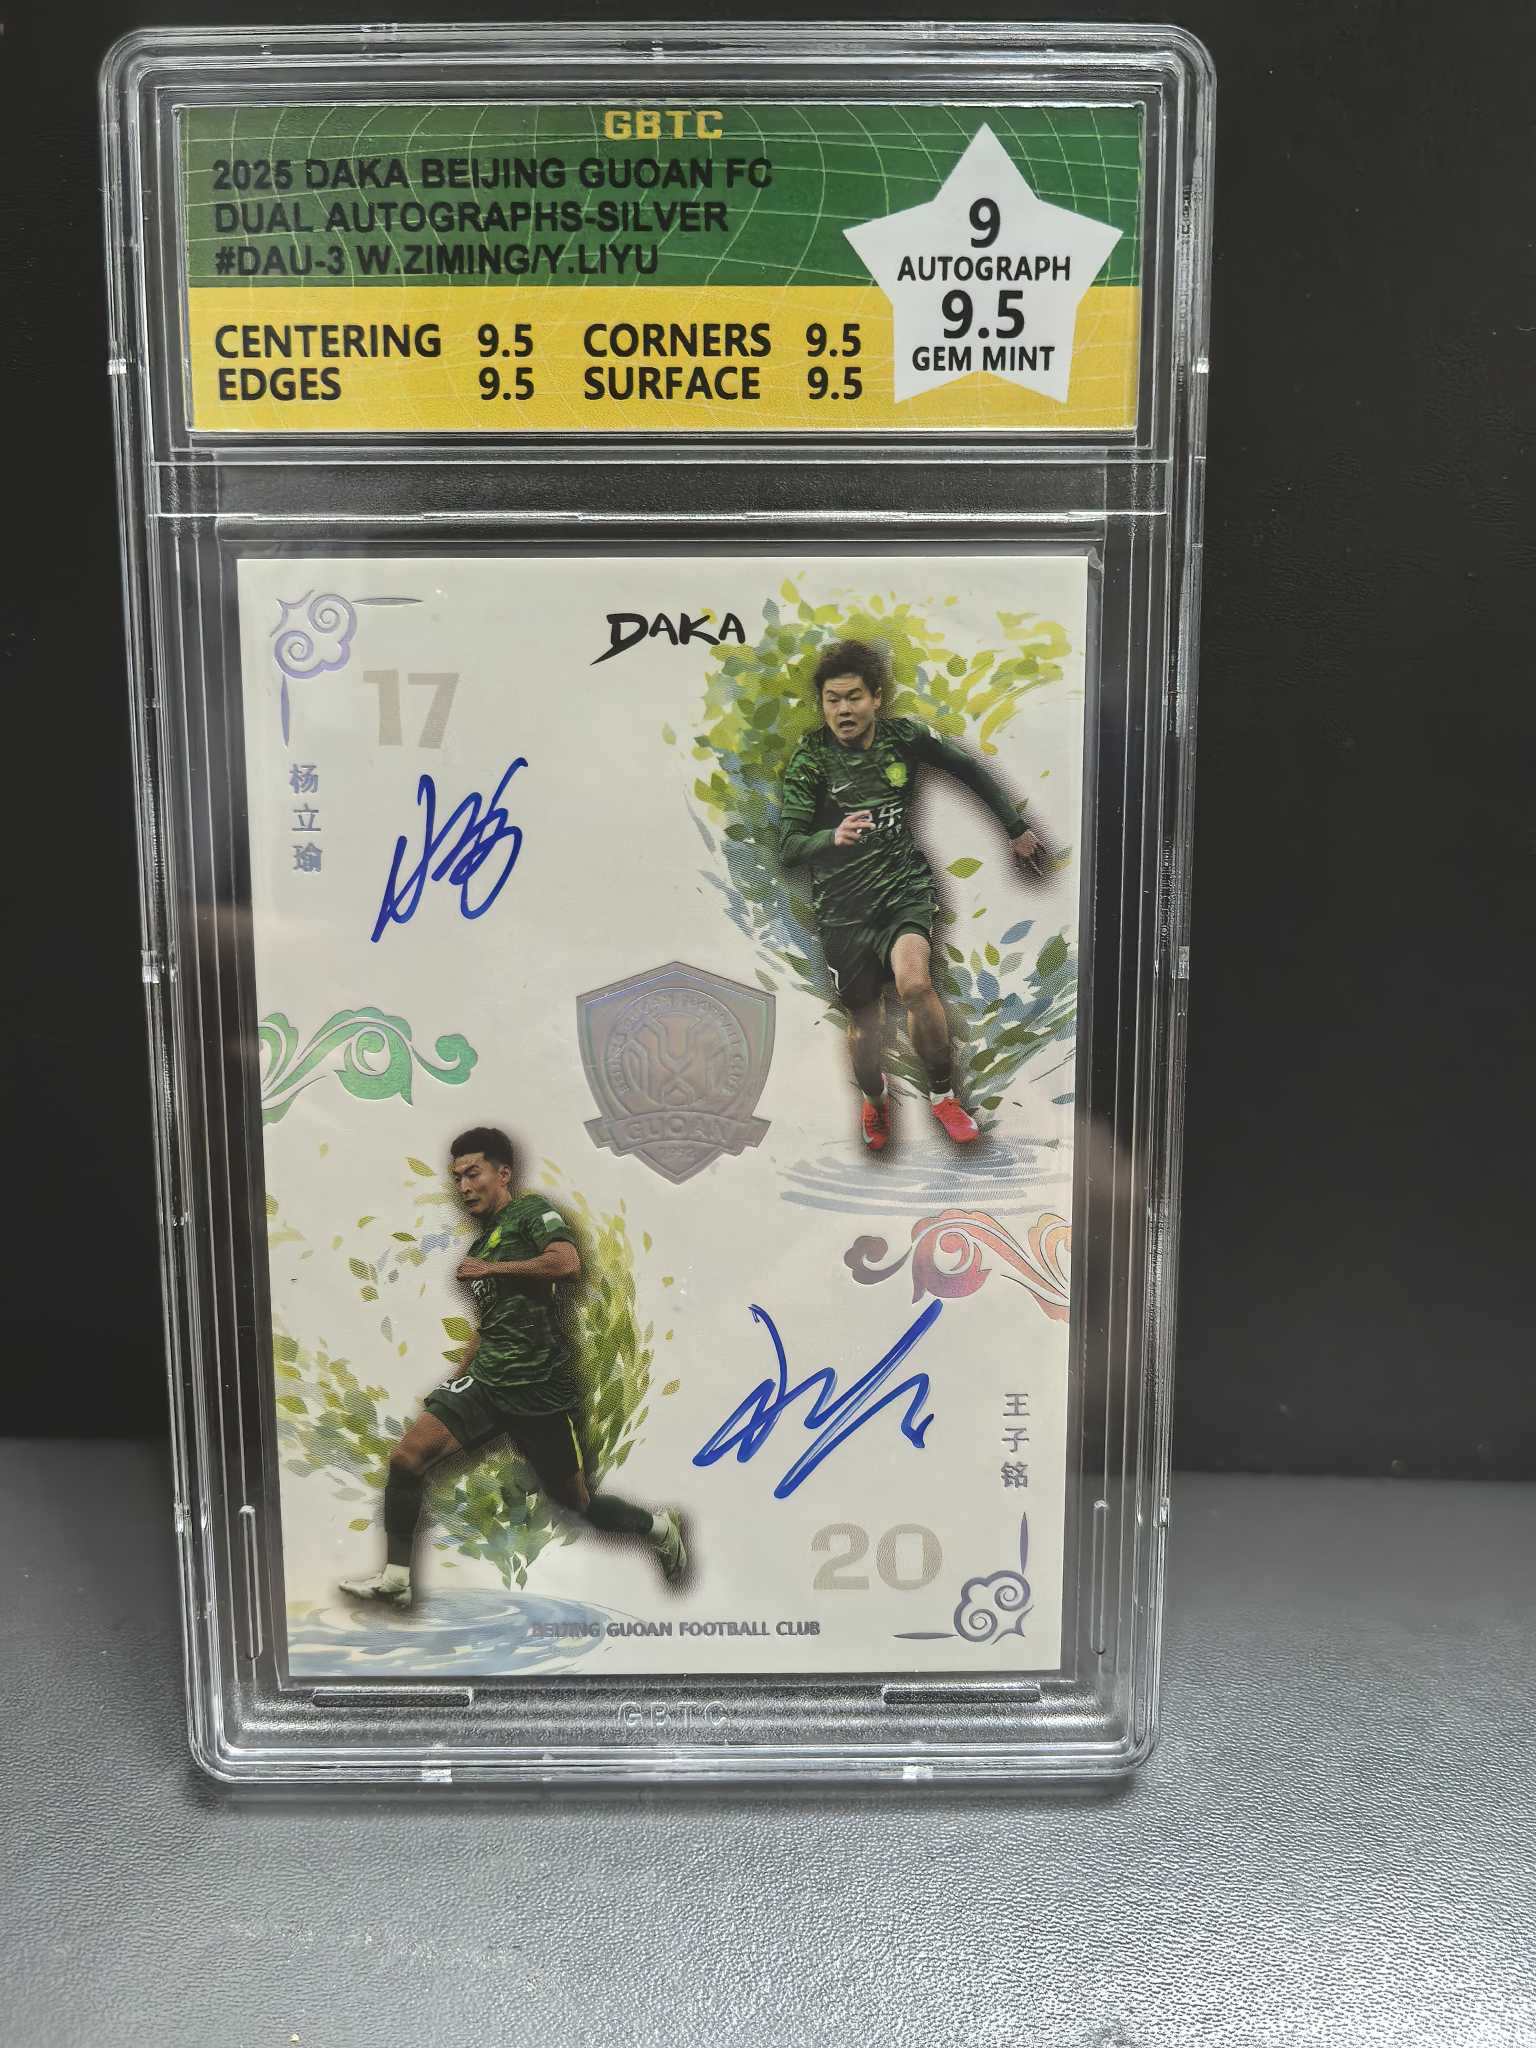 GBTC
2025 DAKA BEIJING GUOAN FC
DUAL AUTOGRAPHS-SILVER
#DAU-3 W.ZIMING/Y.LIYU
9
AUTOGRAPH
9.5
GEM MINT
CENTERING 9.5 CORNERS 9.5
EDGES 9.5 SURFACE 9.5
DAKA
17
杨立瑜
GUOAN
1992
王子铭
20
BEIJING GUOAN FOOTBALL CLUB
GBTC